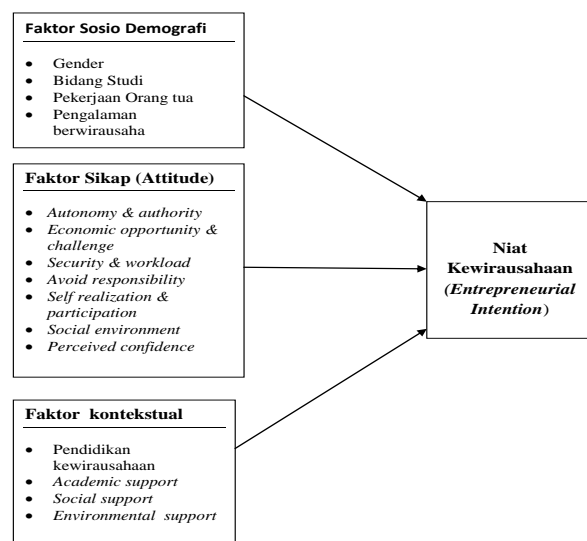 Faktor Sosio Demografi
• Gender
• Bidang Studi
• Pekerjaan Orang tua
• Pengalaman
berwirausaha
Faktor Sikap (Attitude)
• Autonomy & authority
• Economic opportunity &
challenge
• Security & workload
• Avoid responsibility
• Self realization &
participation
• Social environment
• Perceived confidence
Faktor kontekstual
• Pendidikan
kewirausahaan
• Academic support
• Social support
• Environmental support
Niat
Kewirausahaan
(Entrepreneurial
Intention)